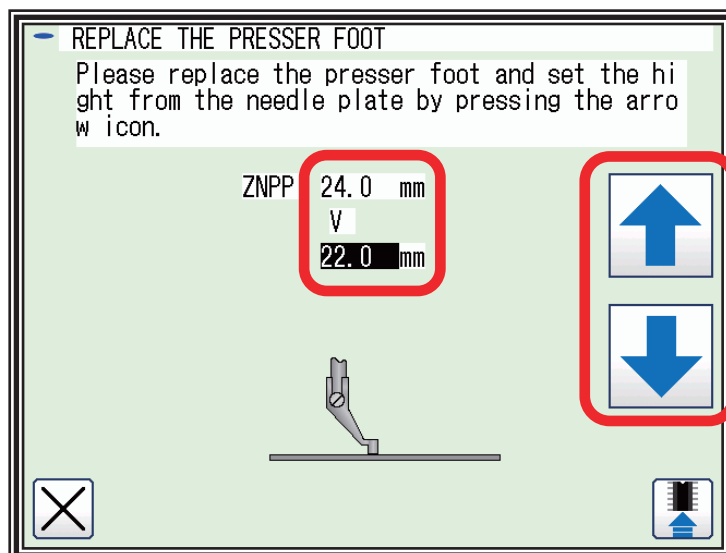 REPLACE THE PRESSER FOOT
Please replace the presser foot and set the hi
ght from the needle plate by pressing the arro
w icon.
ZNPP 24.0 mm
V
22.0 mm